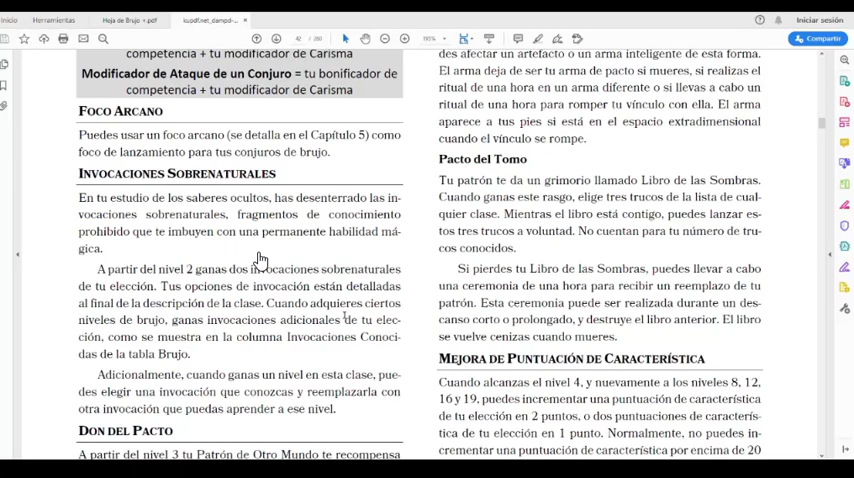 Inicio
Herramientas
Hoja de Brujo +.pdf
kupdf.net_dampd-...
×
Iniciar sesión
42 / 260
195%
Compartir
competencia + tu modificador de Carisma
Modificador de Ataque de un Conjuro = tu bonificador de
competencia + tu modificador de Carisma
FOCO ARCANO
Puedes usar un foco arcano (se detalla en el Capítulo 5) como
foco de lanzamiento para tus conjuros de brujo.
INVOCACIONES SOBRENATURALES
En tu estudio de los saberes ocultos, has desenterrado las in-
vocaciones sobrenaturales, fragmentos de conocimiento
prohibido que te imbuyen con una permanente habilidad má-
gica.
A partir del nivel 2 ganas dos invocaciones sobrenaturales
de tu elección. Tus opciones de invocación están detalladas
al final de la descripción de la clase. Cuando adquieres ciertos
niveles de brujo, ganas invocaciones adicionales de tu elec-
ción, como se muestra en la columna Invocaciones Conoci-
das de la tabla Brujo.
Adicionalmente, cuando ganas un nivel en esta clase, pue-
des elegir una invocación que conozcas y reemplazarla con
otra invocación que puedas aprender a ese nivel.
DON DEL PACTO
A partir del nivel 3 tu Patrón de Otro Mundo te recompensa
des afectar un artefacto o un arma inteligente de esta forma.
El arma deja de ser tu arma de pacto si mueres, si realizas el
ritual de una hora en un arma diferente o si llevas a cabo un
ritual de una hora para romper tu vínculo con ella. El arma
aparece a tus pies si está en el espacio extradimensional
cuando el vínculo se rompe.
Pacto del Tomo
Tu patrón te da un grimorio llamado Libro de las Sombras.
Cuando ganas este rasgo, elige tres trucos de la lista de cual-
quier clase. Mientras el libro está contigo, puedes lanzar es-
tos tres trucos a voluntad. No cuentan para tu número de tru-
cos conocidos.
Si pierdes tu Libro de las Sombras, puedes llevar a cabo
una ceremonia de una hora para recibir un reemplazo de tu
patrón. Esta ceremonia puede ser realizada durante un des-
canso corto o prolongado, y destruye el libro anterior. El libro
se vuelve cenizas cuando mueres.
MEJORA DE PUNTUACIÓN DE CARACTERÍSTICA
Cuando alcanzas el nivel 4, y nuevamente a los niveles 8, 12,
16 y 19, puedes incrementar una puntuación de característica
de tu elección en 2 puntos, o dos puntuaciones de caracterís-
tica de tu elección en 1 punto. Normalmente, no puedes in-
crementar una puntuación de característica por encima de 20